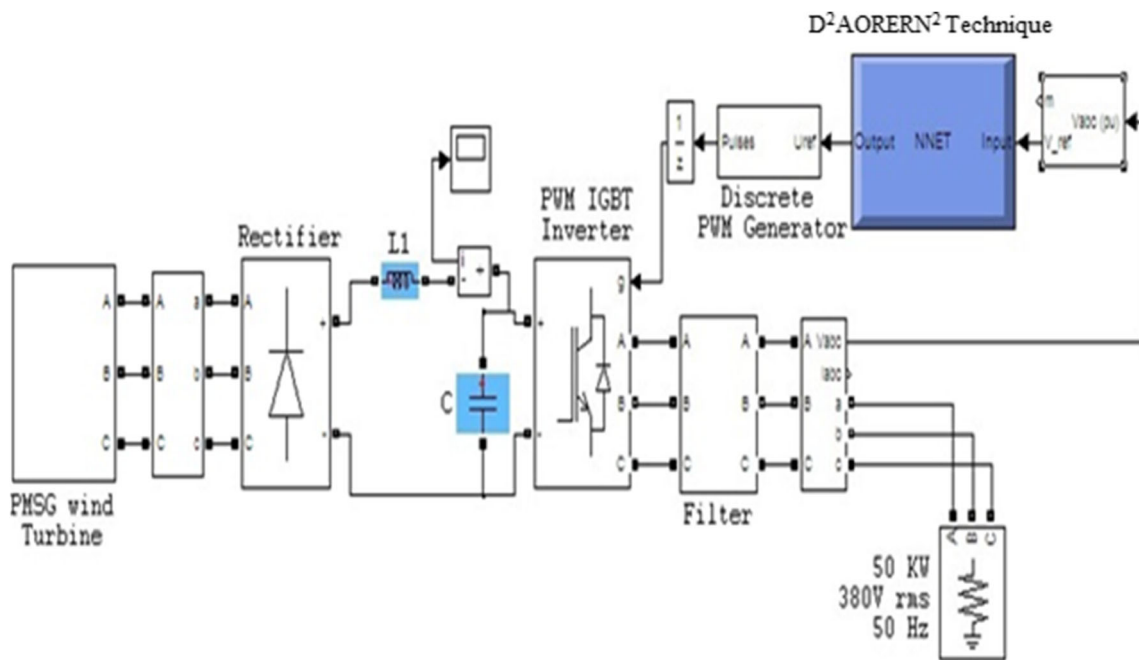 D²AORERN² Technique
m
Vabc (pu)
V_ref
Input
NNET
Output
Uref
Pulses
1
z
Discrete
PWM Generator
PWM IGBT
Inverter
Rectifier
L1
i
+
-
g
A
B
C
A
B
C
a
b
c
A
B
C
+
-
C
+
-
A
B
C
A
B
C
A
B
C
A
B
C
Vabc
Iabc
a
b
c
PMSG wind
Turbine
Filter
A
B
C
50 KW
380V rms
50 Hz